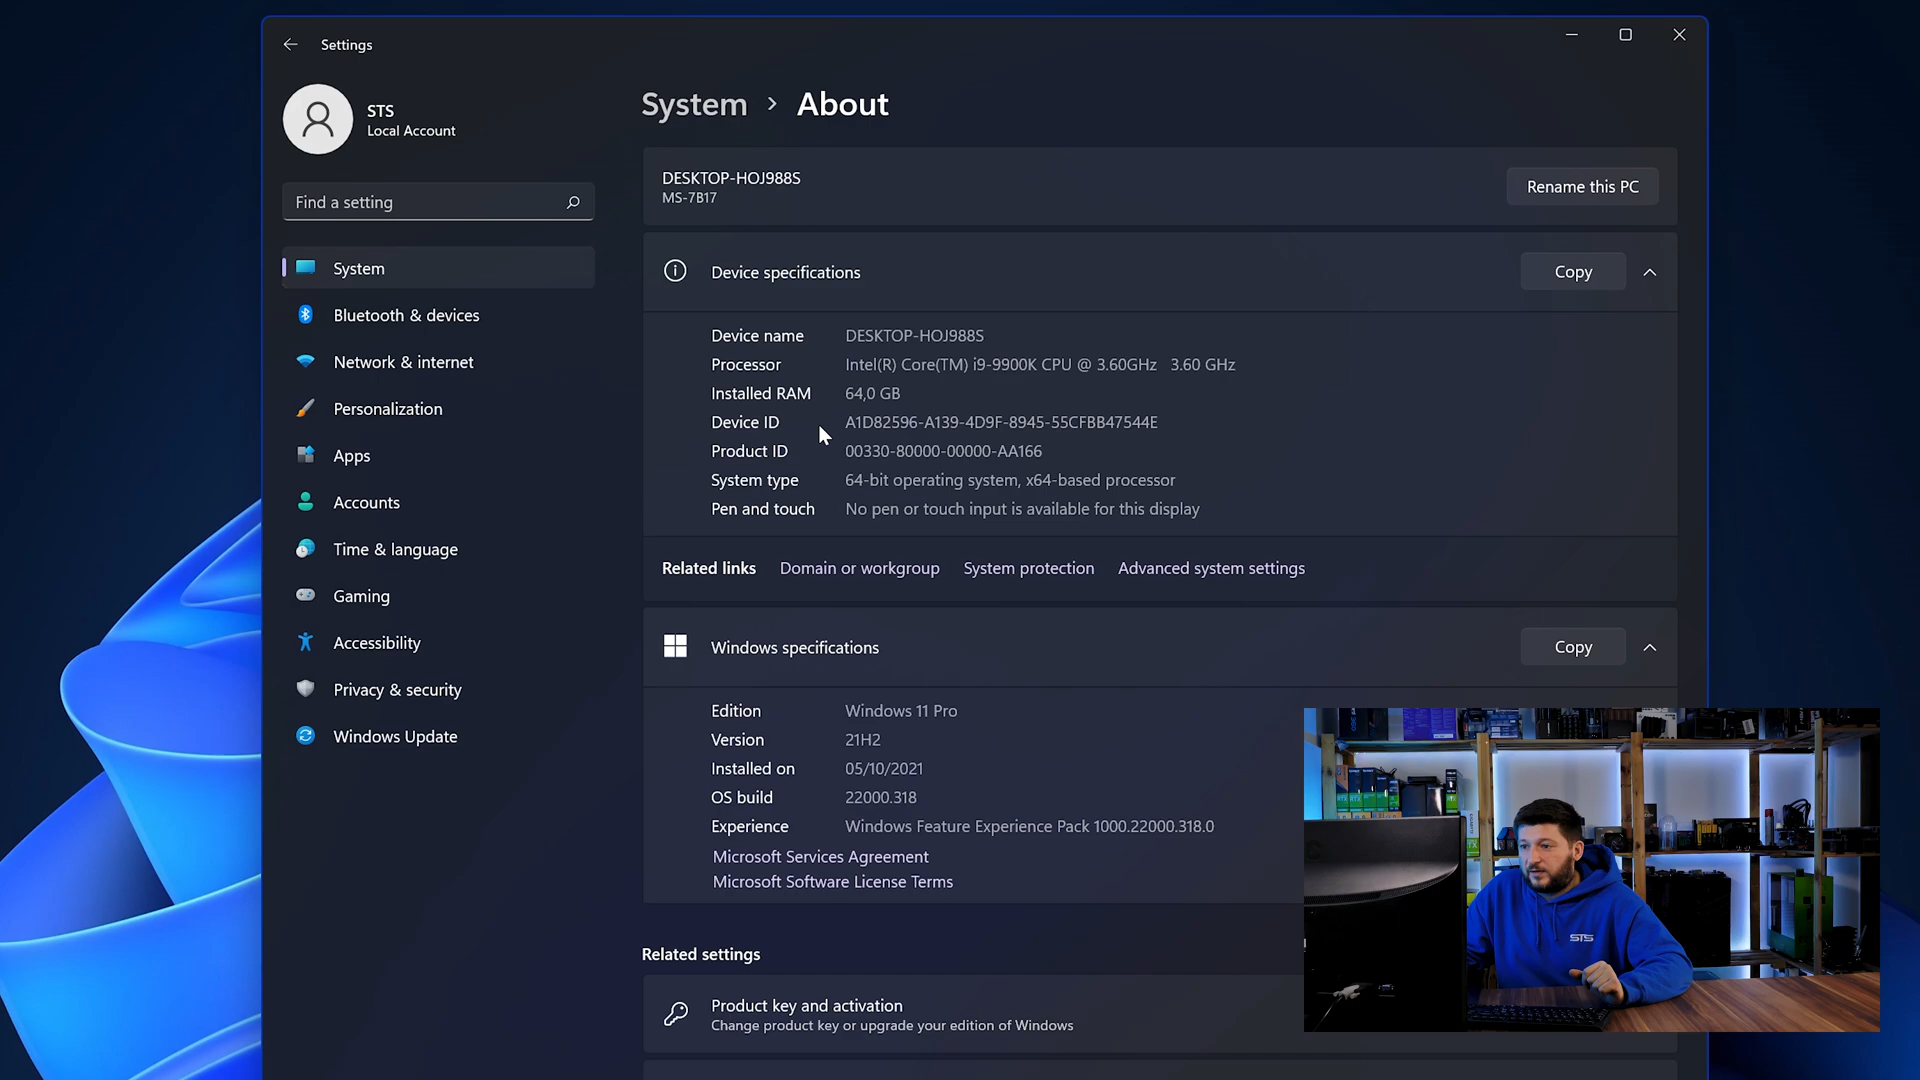 Settings
STS
Local Account
Find a setting
System
Bluetooth & devices
Network & internet
Personalization
Apps
Accounts
Time & language
Gaming
Accessibility
Privacy & security
Windows Update
System > About
DESKTOP-HOJ988S
MS-7B17
Rename this PC
Device specifications
Copy
Device name DESKTOP-HOJ988S
Processor Intel(R) Core(TM) i9-9900K CPU @ 3.60GHz 3.60 GHz
Installed RAM 64,0 GB
Device ID A1D82596-A139-4D9F-8945-55CFBB47544E
Product ID 00330-80000-00000-AA166
System type 64-bit operating system, x64-based processor
Pen and touch No pen or touch input is available for this display
Related links Domain or workgroup System protection Advanced system settings
Windows specifications
Copy
Edition Windows 11 Pro
Version 21H2
Installed on 05/10/2021
OS build 22000.318
Experience Windows Feature Experience Pack 1000.22000.318.0
Microsoft Services Agreement
Microsoft Software License Terms
Related settings
Product key and activation
Change product key or upgrade your edition of Windows
STS